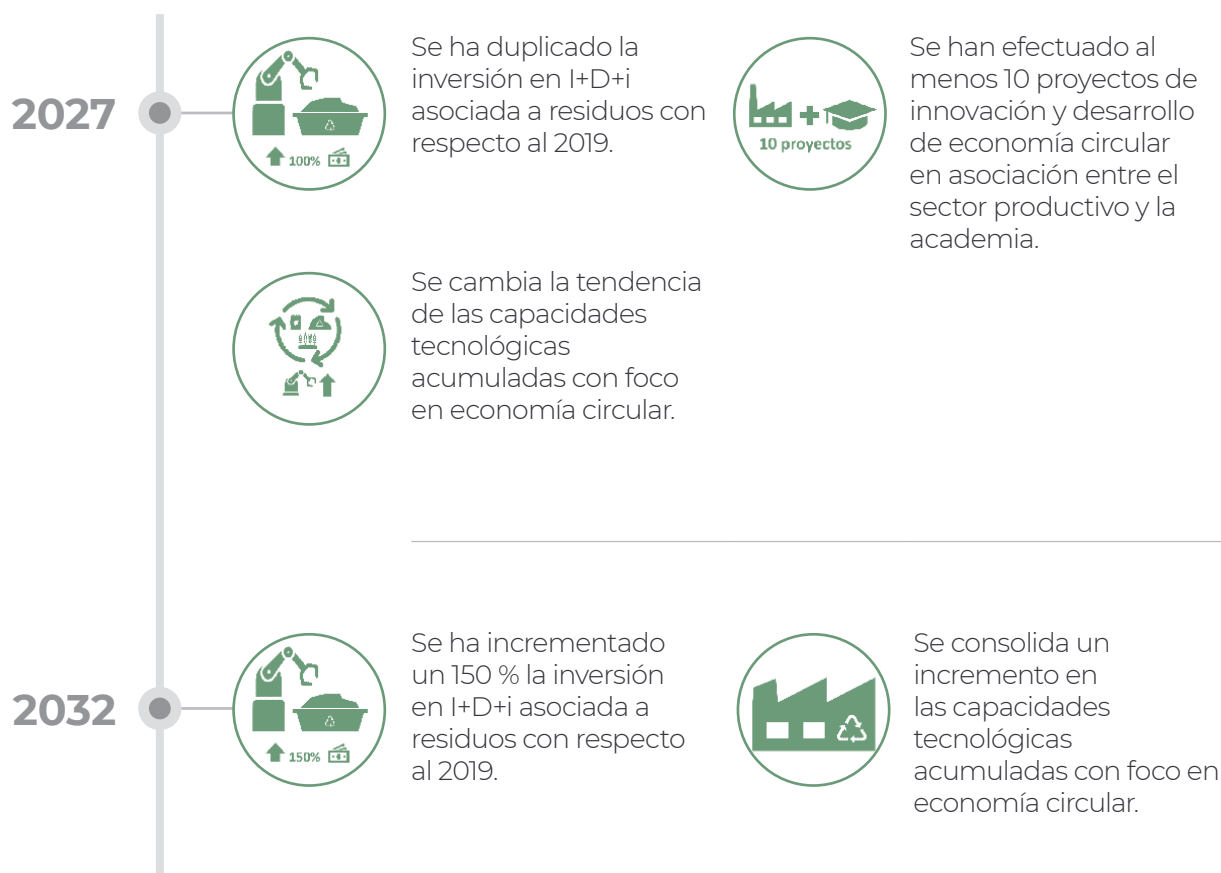 2027
Se ha duplicado la
inversión en I+D+i
asociada a residuos con
respecto al 2019.
100%
Se han efectuado al
menos 10 proyectos de
innovación y desarrollo
de economía circular
en asociación entre el
sector productivo y la
academia.
10 proyectos
Se cambia la tendencia
de las capacidades
tecnológicas
acumuladas con foco
en economía circular.
2032
Se ha incrementado
un 150 % la inversión
en I+D+i asociada a
residuos con respecto
al 2019.
150%
Se consolida un
incremento en
las capacidades
tecnológicas
acumuladas con foco en
economía circular.